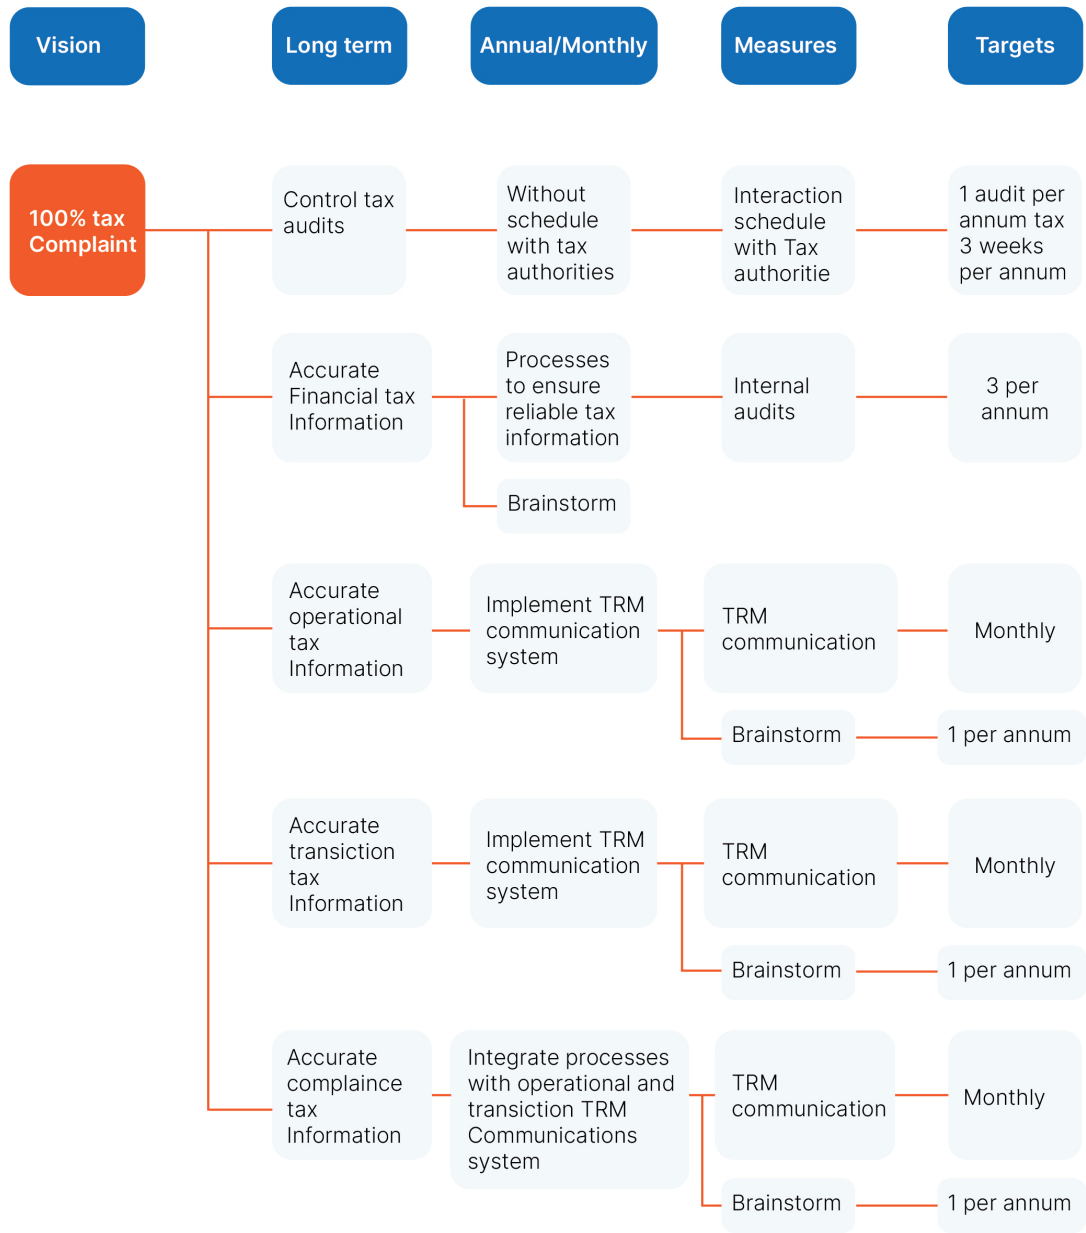 Vision
Long term
Annual/Monthly
Measures
Targets
100% tax
Complaint
Control tax
audits
Without
schedule
with tax
authorities
Interaction
schedule
with Tax
authoritie
1 audit per
annum tax
3 weeks
per annum
Accurate
Financial tax
Information
Processes
to ensure
reliable tax
information
Internal
audits
3 per
annum
Brainstorm
Accurate
operational
tax
Information
Implement TRM
communication
system
TRM
communication
Monthly
Brainstorm
1 per annum
Accurate
transiction
tax
Information
Implement TRM
communication
system
TRM
communication
Monthly
Brainstorm
1 per annum
Accurate
complaince
tax
Information
Integrate processes
with operational and
transiction TRM
Communications
system
TRM
communication
Monthly
Brainstorm
1 per annum